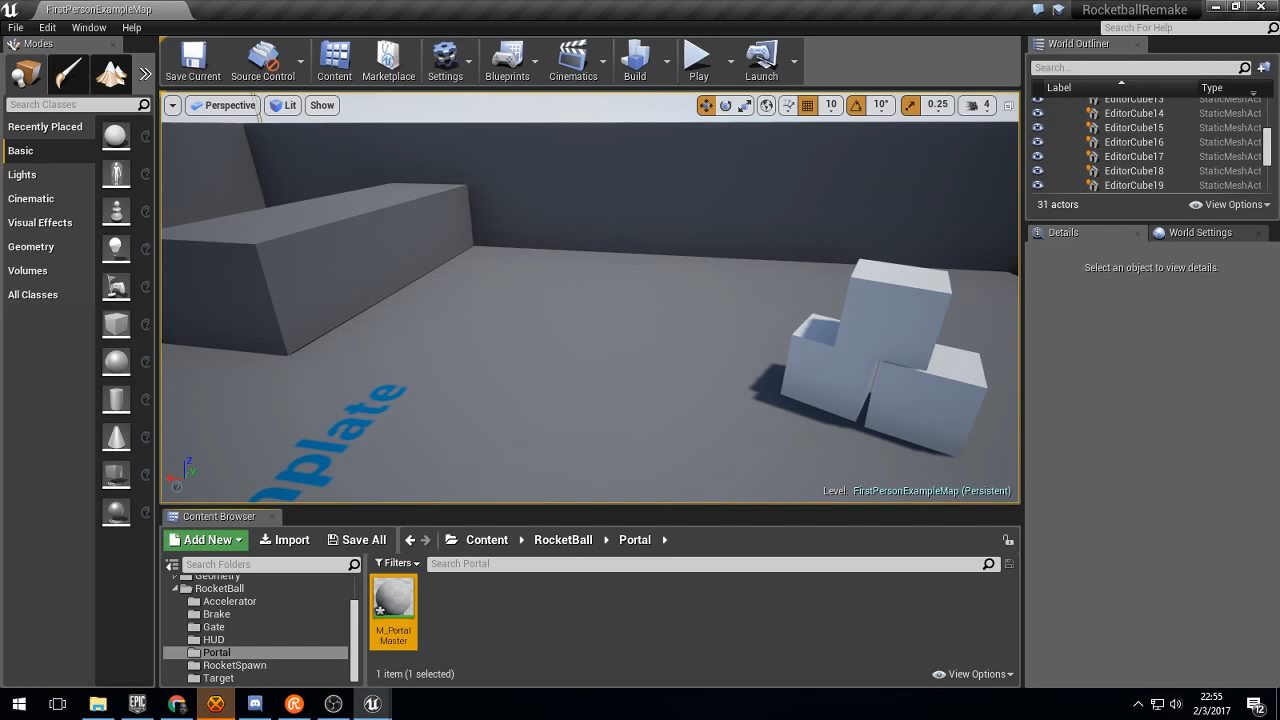 FirstPersonExampleMap
RocketballRemake
File Edit Window Help
Search For Help
Modes
Search Classes
Recently Placed
Basic
Lights
Cinematic
Visual Effects
Geometry
Volumes
All Classes
Save Current
Source Control
Content
Marketplace
Settings
Blueprints
Cinematics
Build
Play
Launch
Perspective
Lit
Show
10
10°
0.25
4
mplate
Z
Y
Level: FirstPersonExampleMap (Persistent)
World Outliner
Search...
Label Type
EditorCube13 StaticMeshAct
EditorCube14 StaticMeshAct
EditorCube15 StaticMeshAct
EditorCube16 StaticMeshAct
EditorCube17 StaticMeshAct
EditorCube18 StaticMeshAct
EditorCube19 StaticMeshAct
31 actors
View Options
Details
World Settings
Select an object to view details.
Content Browser
Add New
Import
Save All
Content
RocketBall
Portal
Search Folders
Filters
Search Portal
Geometry
RocketBall
Accelerator
Brake
Gate
HUD
Portal
RocketSpawn
Target
M_Portal
Master
1 item (1 selected)
View Options
EPIC
22:55
2/3/2017
12